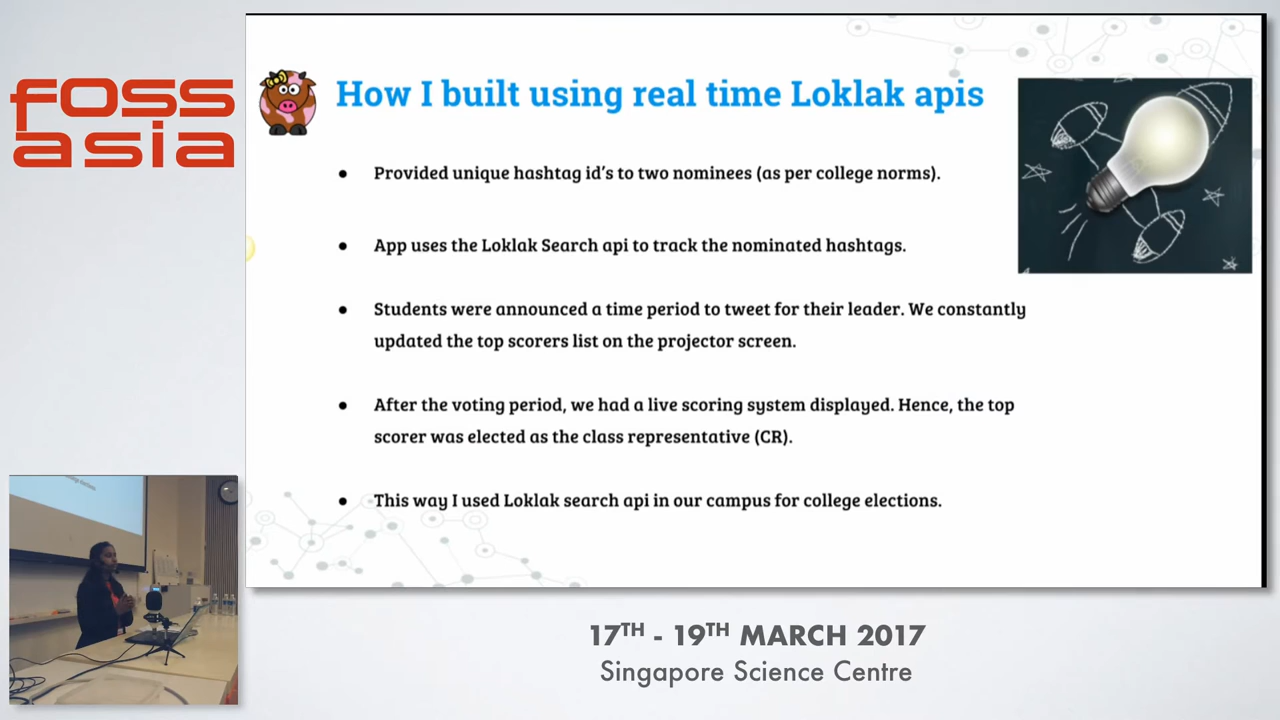 foss
asia
How I built using real time Loklak apis
● Provided unique hashtag id's to two nominees (as per college norms).
● App uses the Loklak Search api to track the nominated hashtags.
● Students were announced a time period to tweet for their leader. We constantly
updated the top scorers list on the projector screen.
● After the voting period, we had a live scoring system displayed. Hence, the top
scorer was elected as the class representative (CR).
● This way I used Loklak search api in our campus for college elections.
17TH - 19TH MARCH 2017
Singapore Science Centre